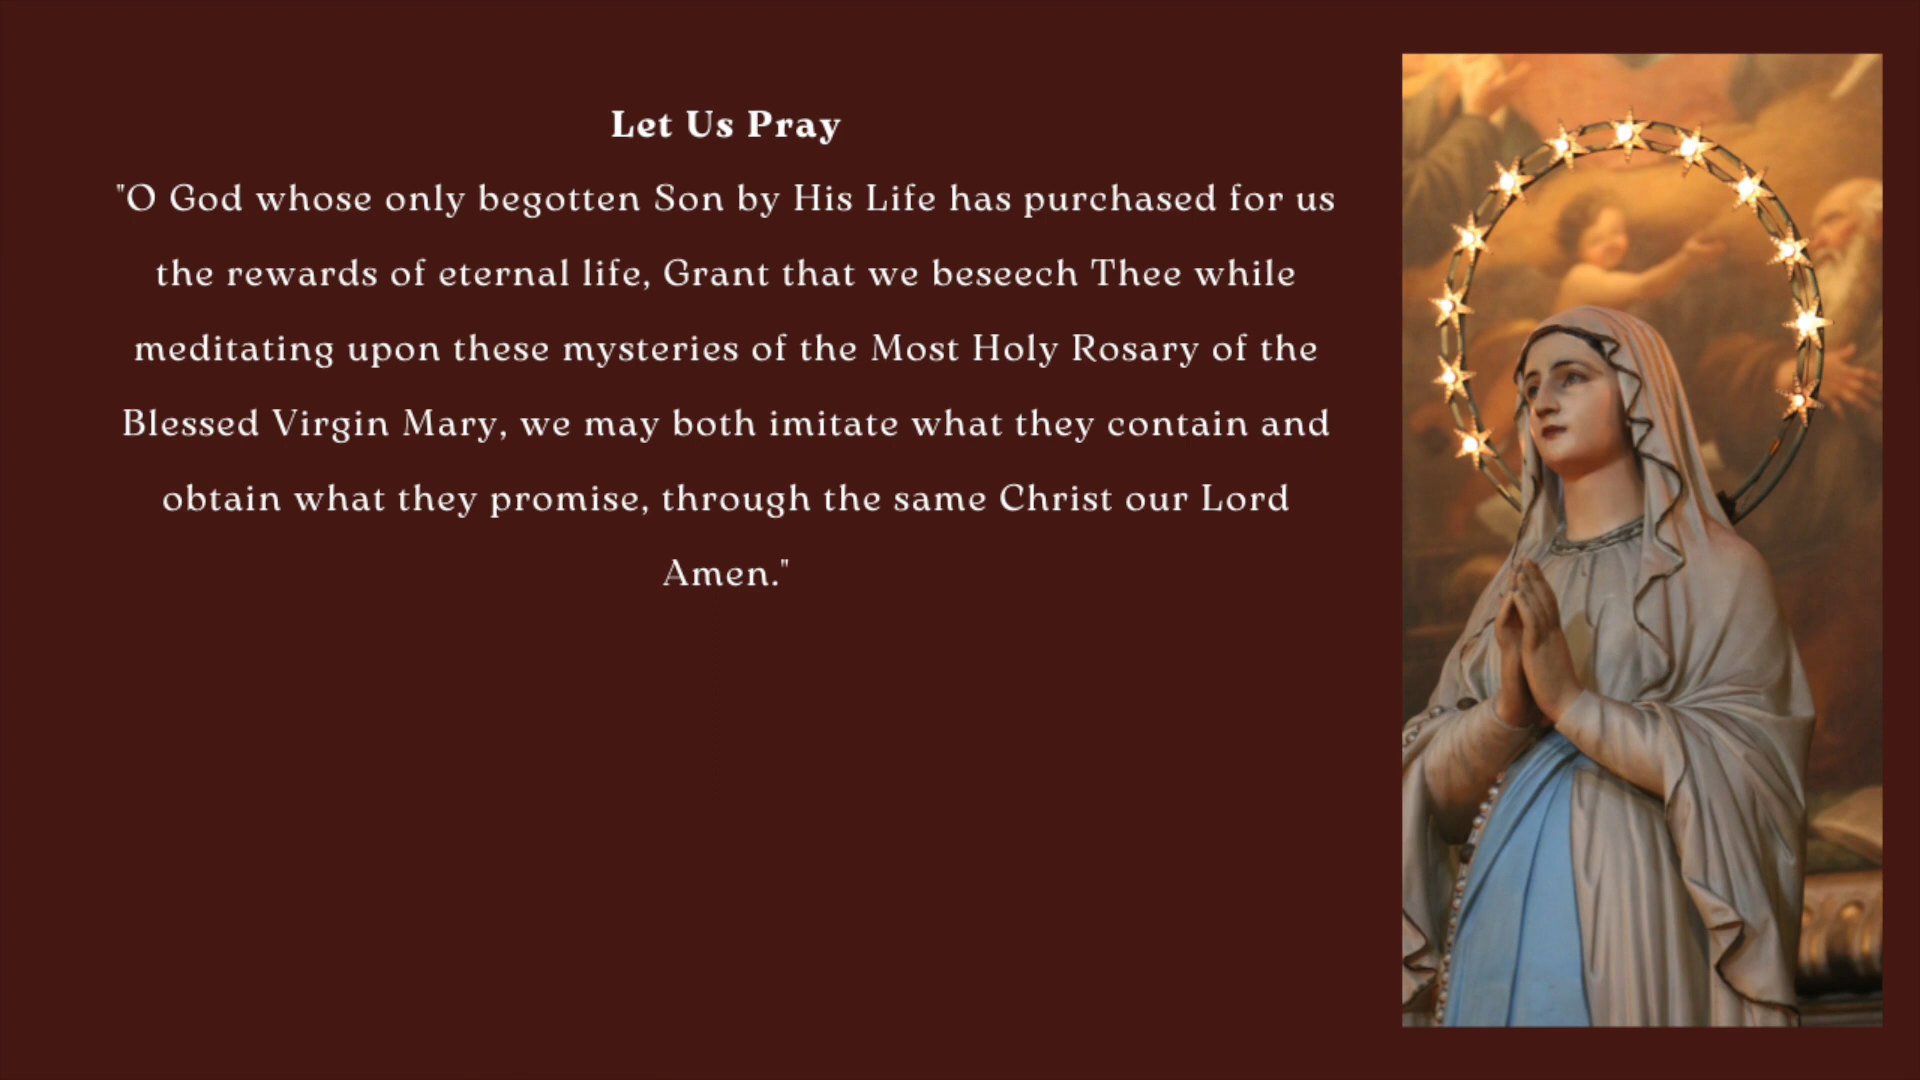 Let Us Pray
"O God whose only begotten Son by His Life has purchased for us
the rewards of eternal life, Grant that we beseech Thee while
meditating upon these mysteries of the Most Holy Rosary of the
Blessed Virgin Mary, we may both imitate what they contain and
obtain what they promise, through the same Christ our Lord
Amen."